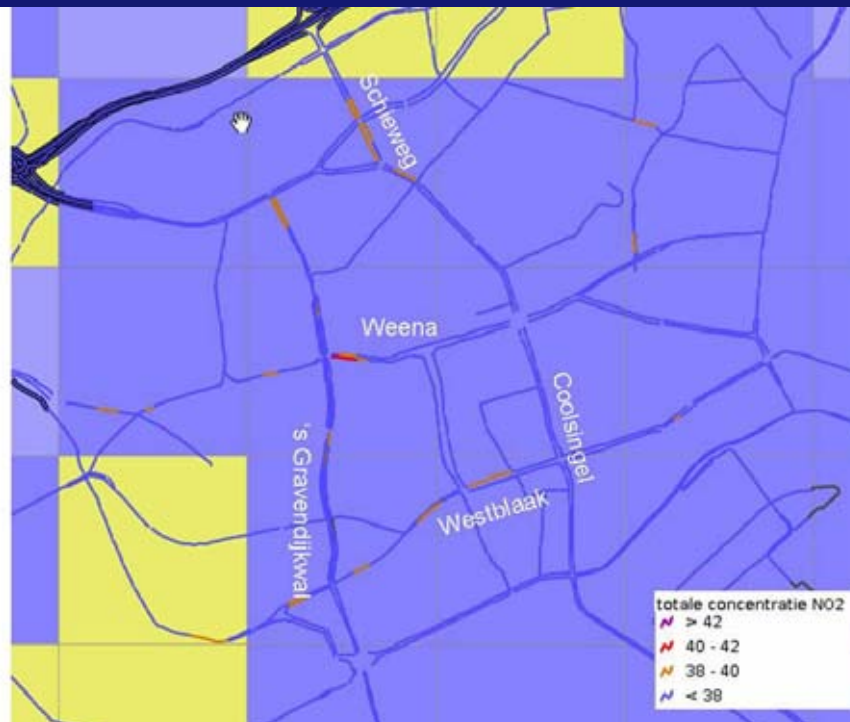 Schieweg
Weena
Coolsingel
's Gravendijkwal
Westblaak
totale concentratie NO2
> 42
40 - 42
38 - 40
< 38